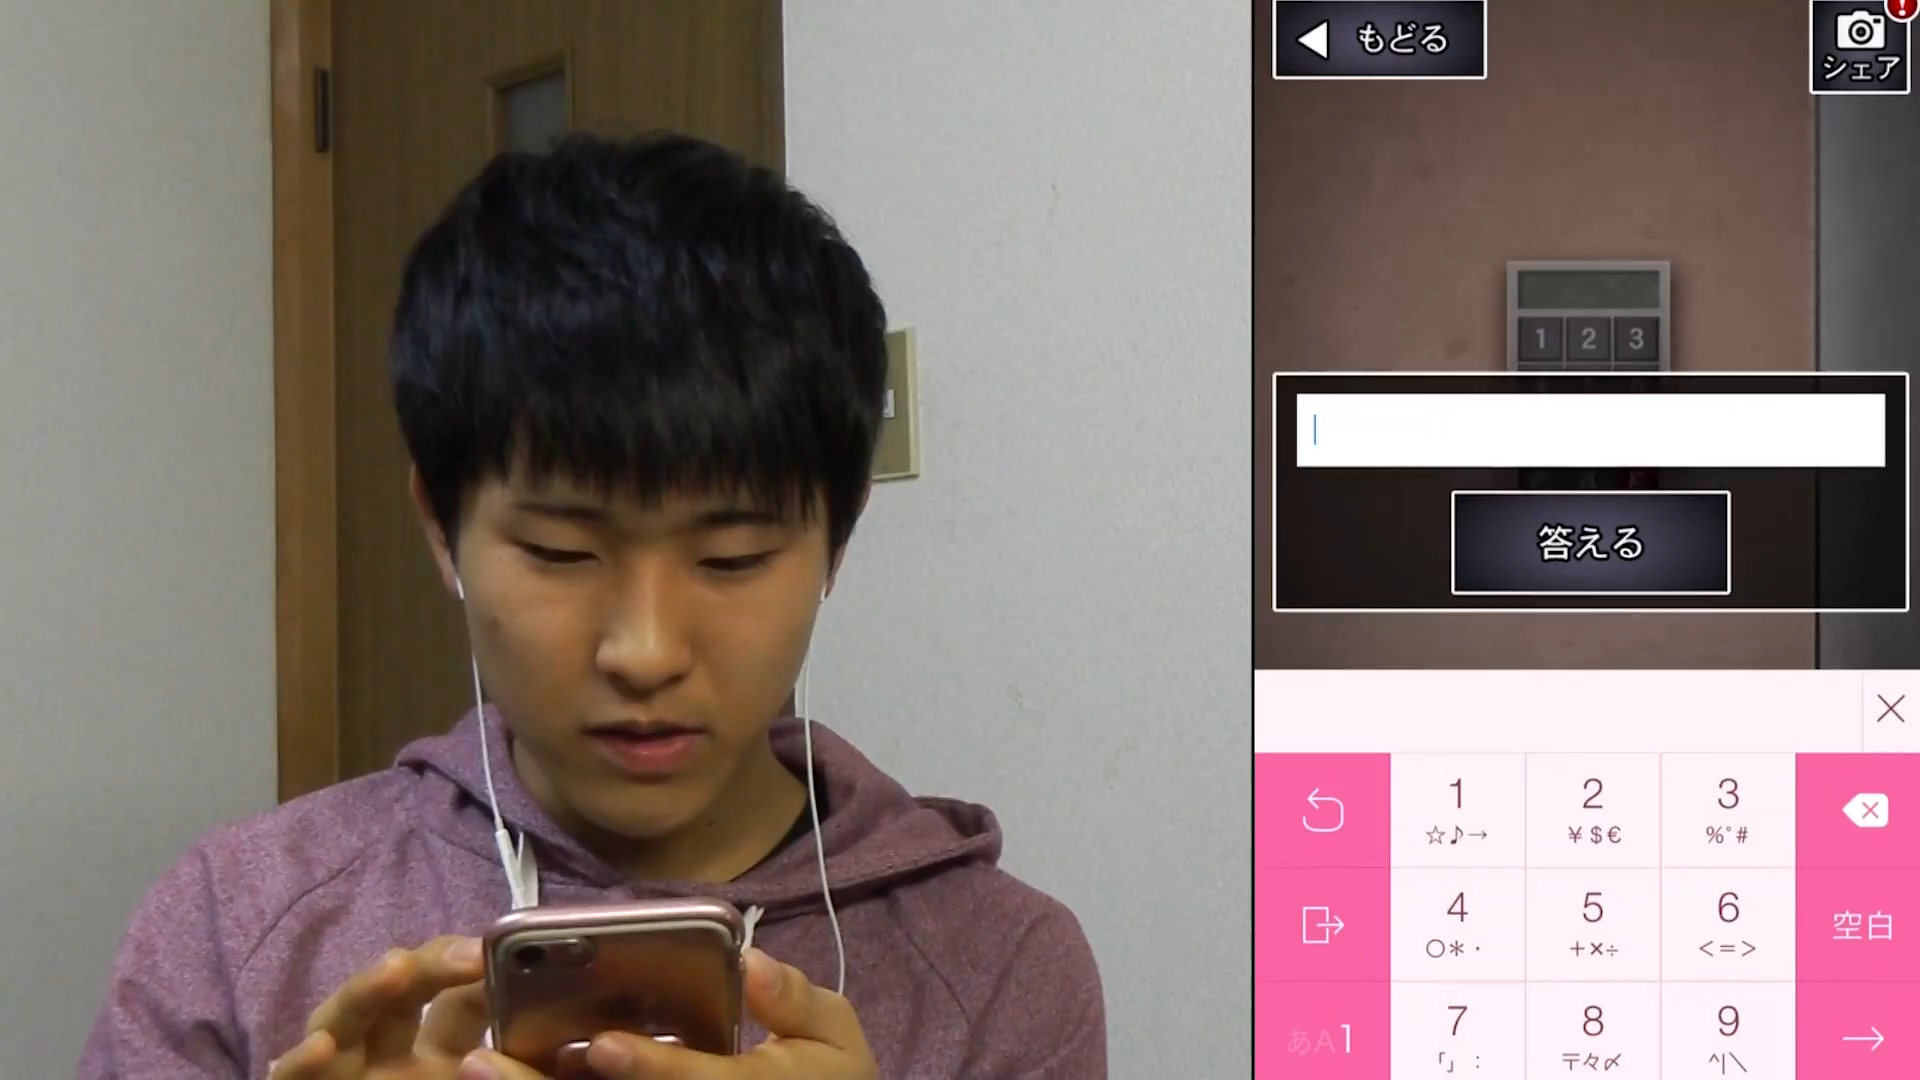 もどる
!
シェア
1 2 3
答える
1 2 3
☆♪→ ¥$€ %°#
4 5 6 空白
○*・ +×÷ <=>
あA1 7 8 9 →
「」: 〒々〆 ^|\